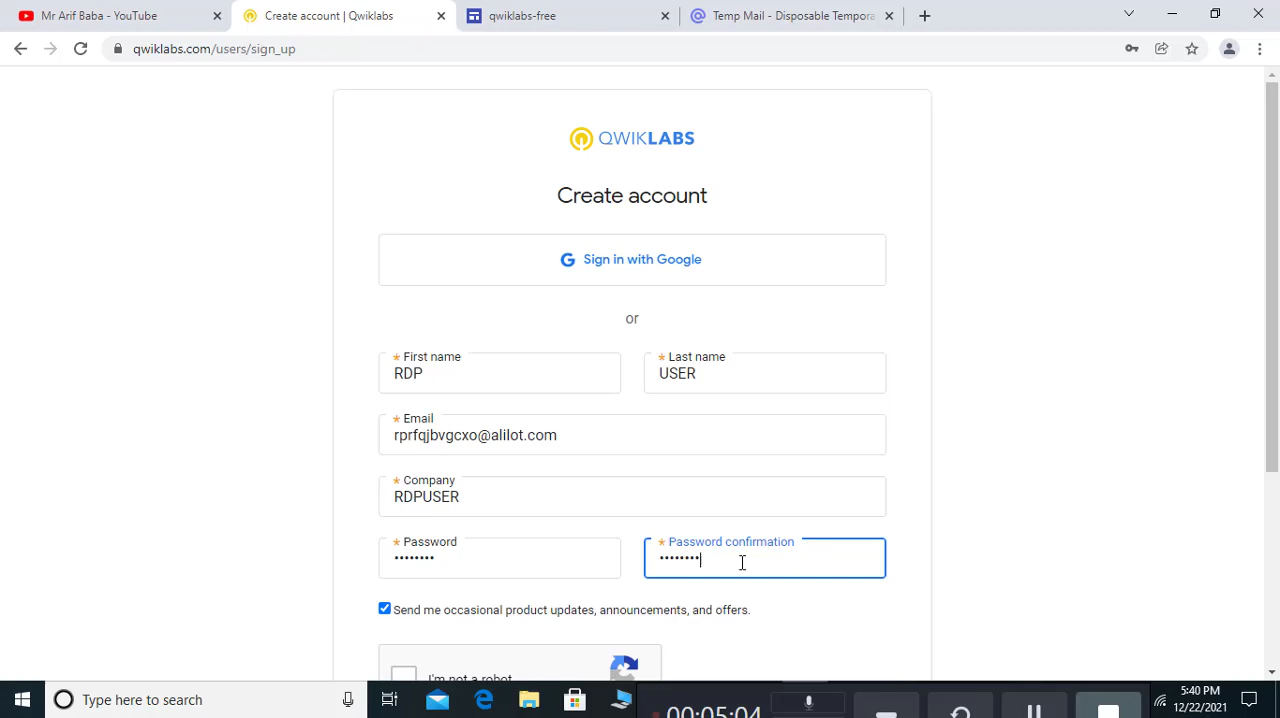 Mr Arif Baba - YouTube
Create account | Qwiklabs
qwiklabs-free
Temp Mail - Disposable Tempora
qwiklabs.com/users/sign_up
QWIKLABS
Create account
Sign in with Google
or
* First name
RDP
* Last name
USER
* Email
rprfqjbvgcxo@alilot.com
* Company
RDPUSER
* Password
••••••••
* Password confirmation
••••••••
Send me occasional product updates, announcements, and offers.
I'm not a robot
Type here to search
00:05:04
5:40 PM
12/22/2021